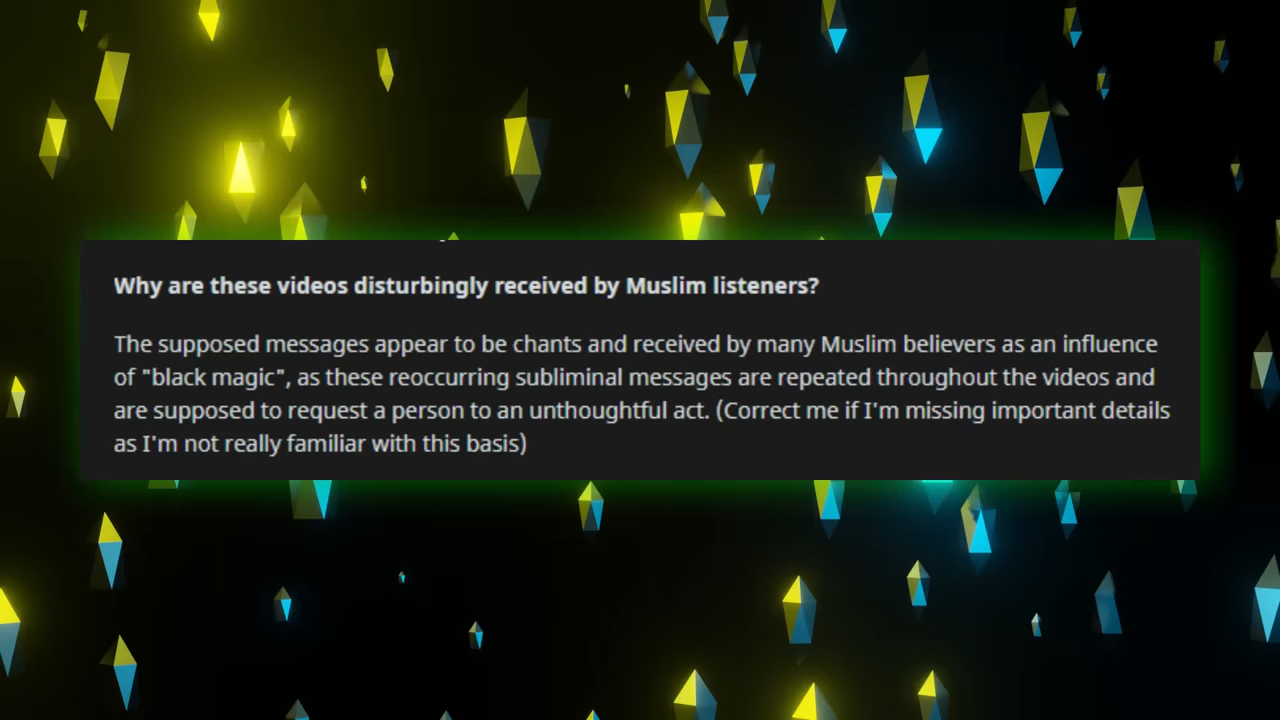 Why are these videos disturbingly received by Muslim listeners?
The supposed messages appear to be chants and received by many Muslim believers as an influence
of "black magic", as these reoccurring subliminal messages are repeated throughout the videos and
are supposed to request a person to an unthoughtful act. (Correct me if I'm missing important details
as I'm not really familiar with this basis)